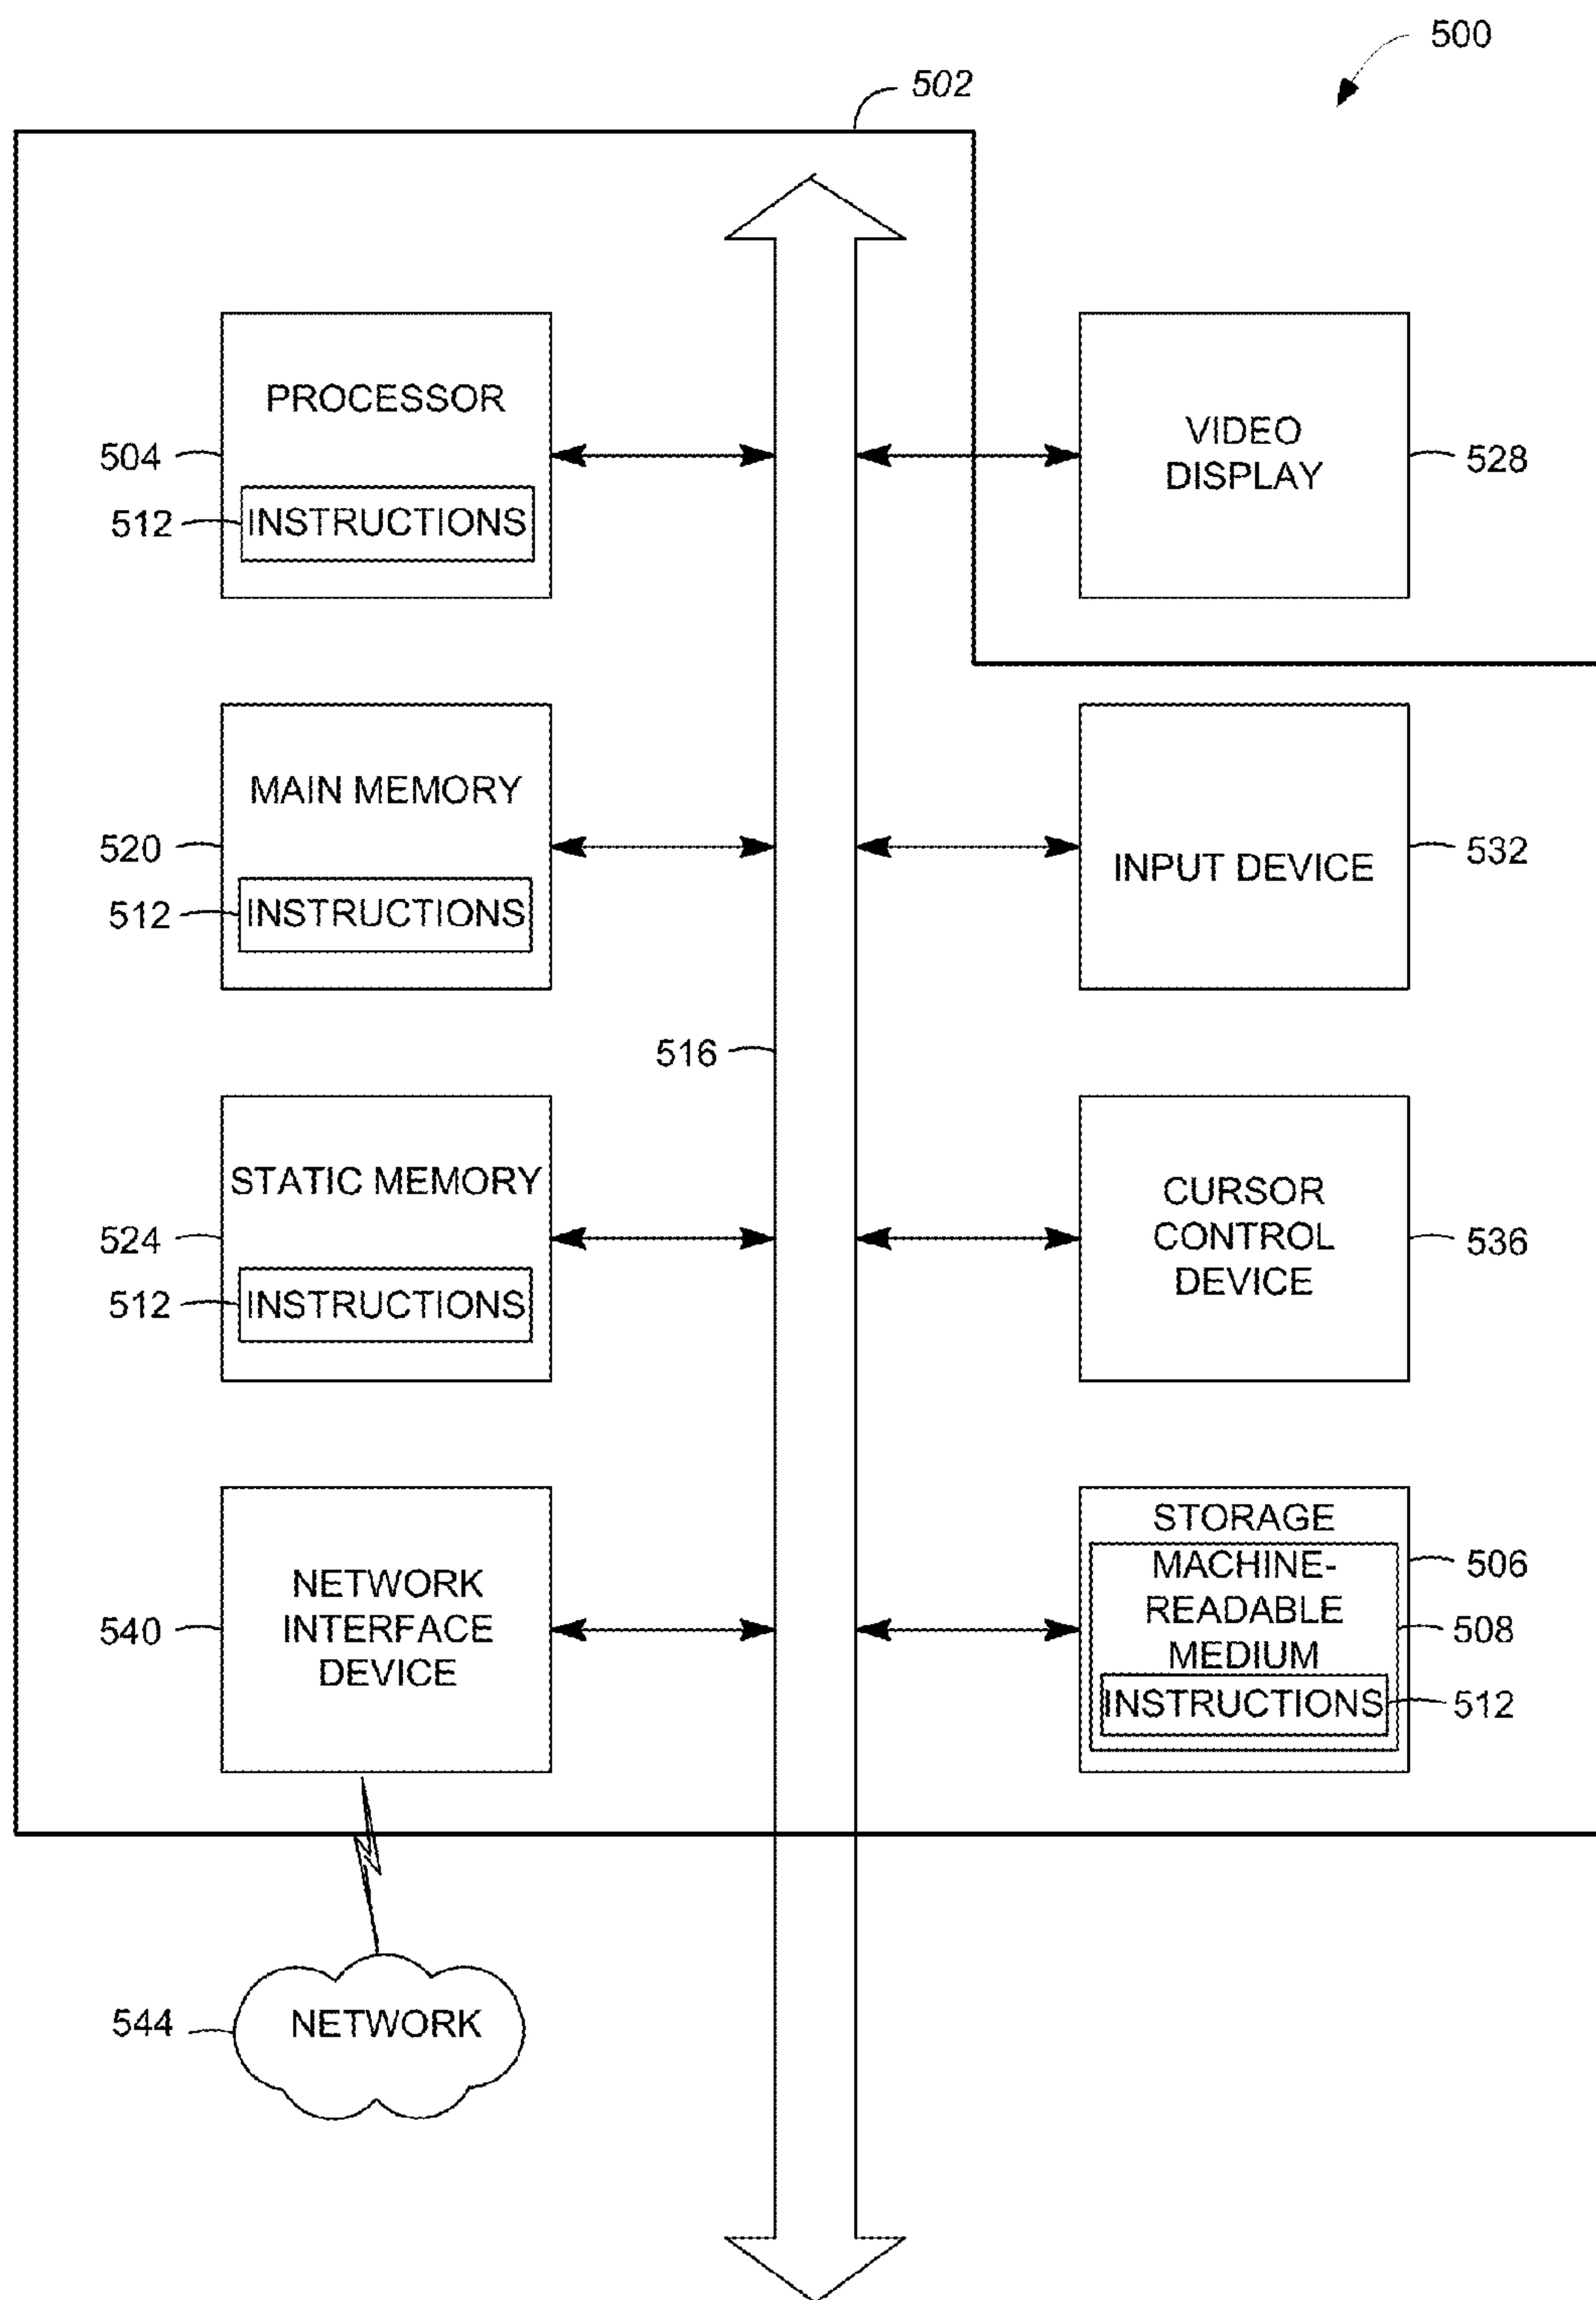 500
502
PROCESSOR
504
512
INSTRUCTIONS
VIDEO
DISPLAY
528
MAIN MEMORY
520
512
INSTRUCTIONS
INPUT DEVICE
532
516
STATIC MEMORY
524
512
INSTRUCTIONS
CURSOR
CONTROL
DEVICE
536
NETWORK
INTERFACE
DEVICE
540
STORAGE
MACHINE-
READABLE
MEDIUM
INSTRUCTIONS
506
508
512
544
NETWORK